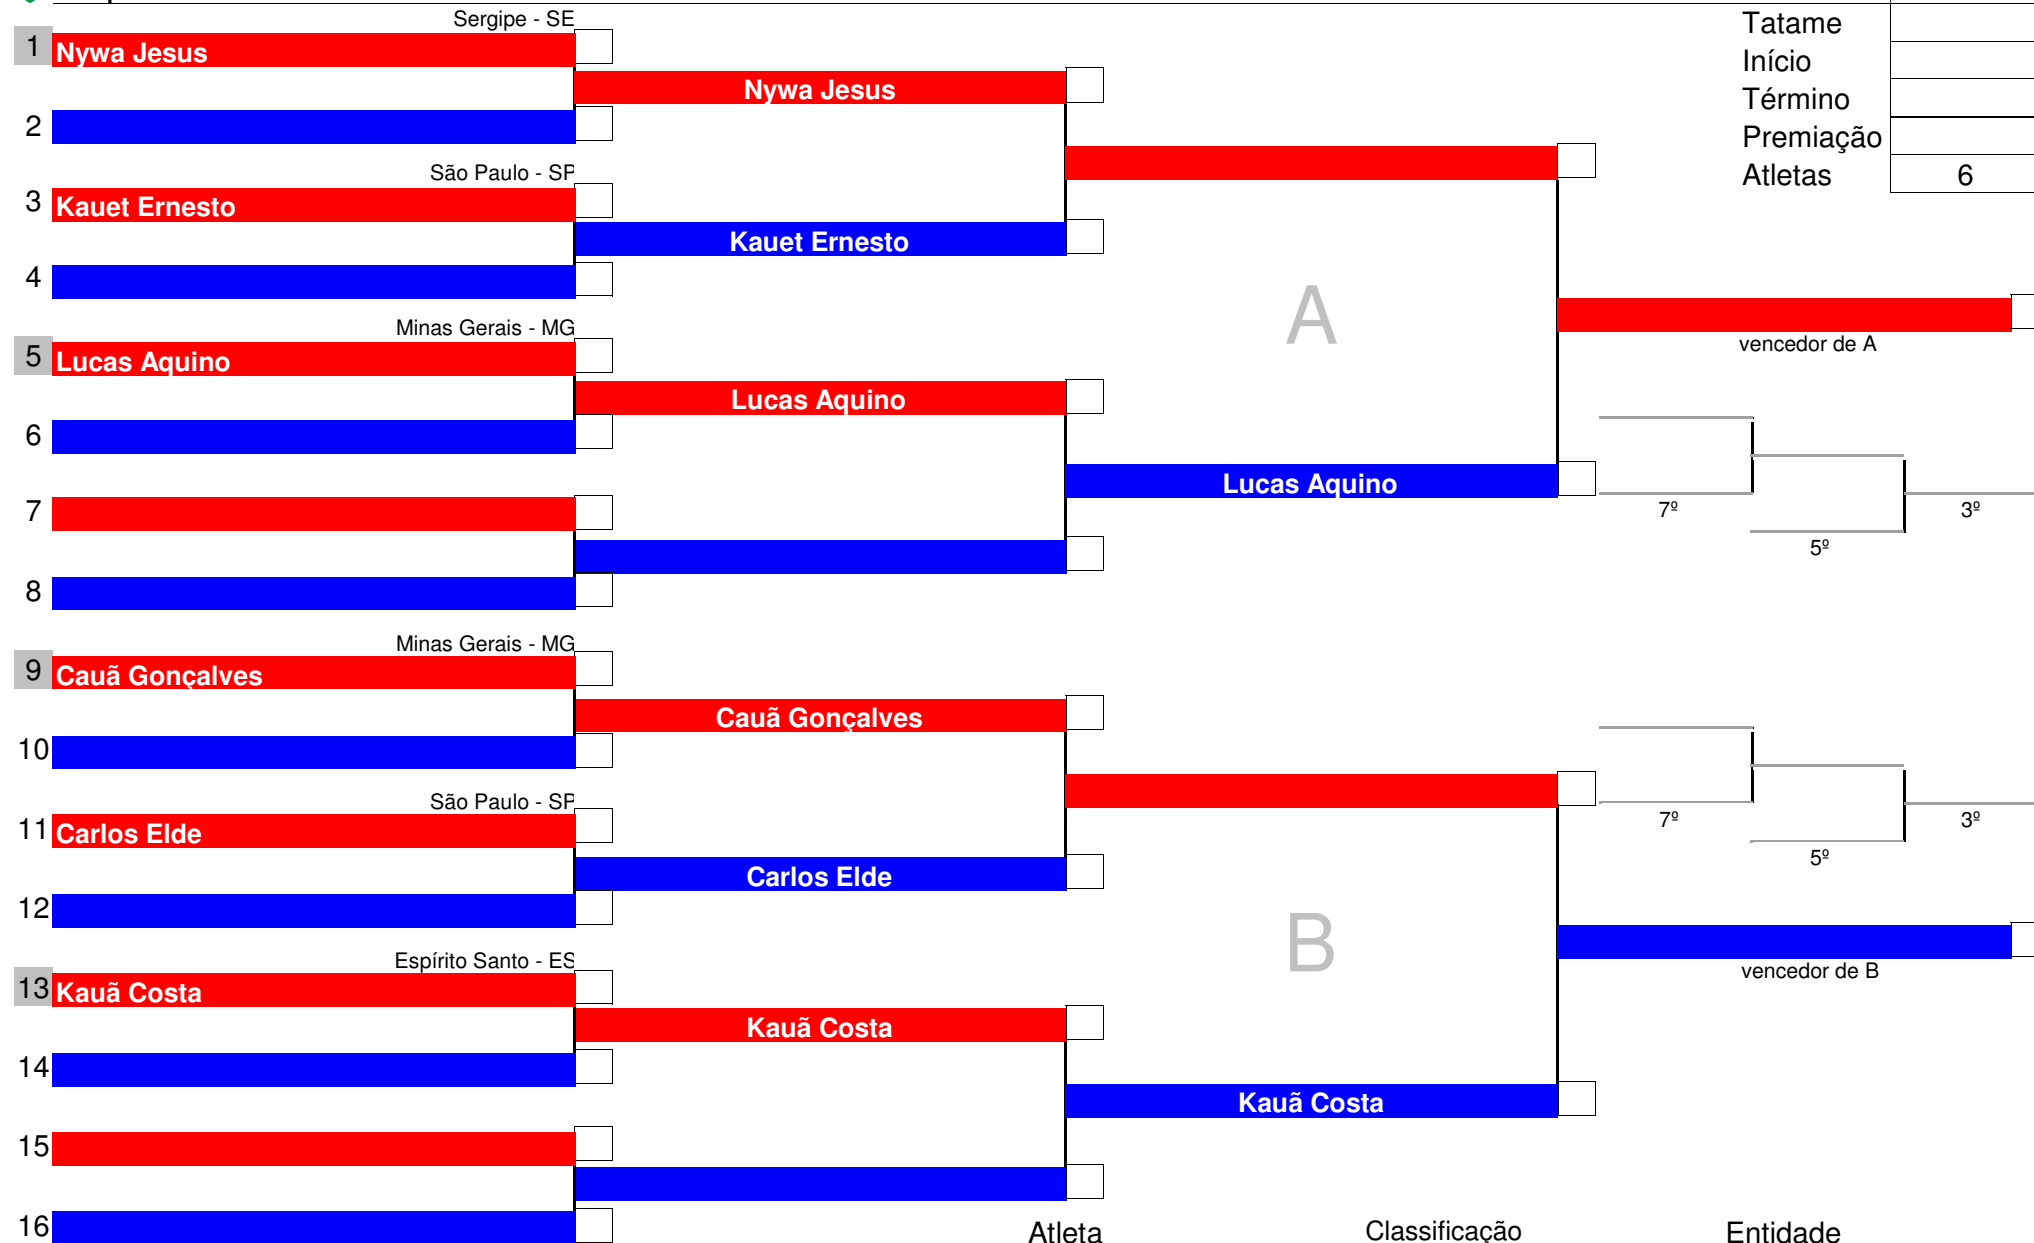 Sergipe - SE
1 Nywa Jesus
Nywa Jesus
2
São Paulo - SP
3 Kauet Ernesto
Kauet Ernesto
4
Minas Gerais - MG
5 Lucas Aquino
Lucas Aquino
6
Lucas Aquino
7
8
A
Minas Gerais - MG
9 Cauã Gonçalves
Cauã Gonçalves
10
São Paulo - SP
11 Carlos Elde
Carlos Elde
12
B
Espírito Santo - ES
13 Kauã Costa
Kauã Costa
14
Kauã Costa
15
16
Tatame
Início
Término
Premiação
Atletas 6
vencedor de A
7º
3º
5º
7º
3º
5º
vencedor de B
Atleta Classificação Entidade